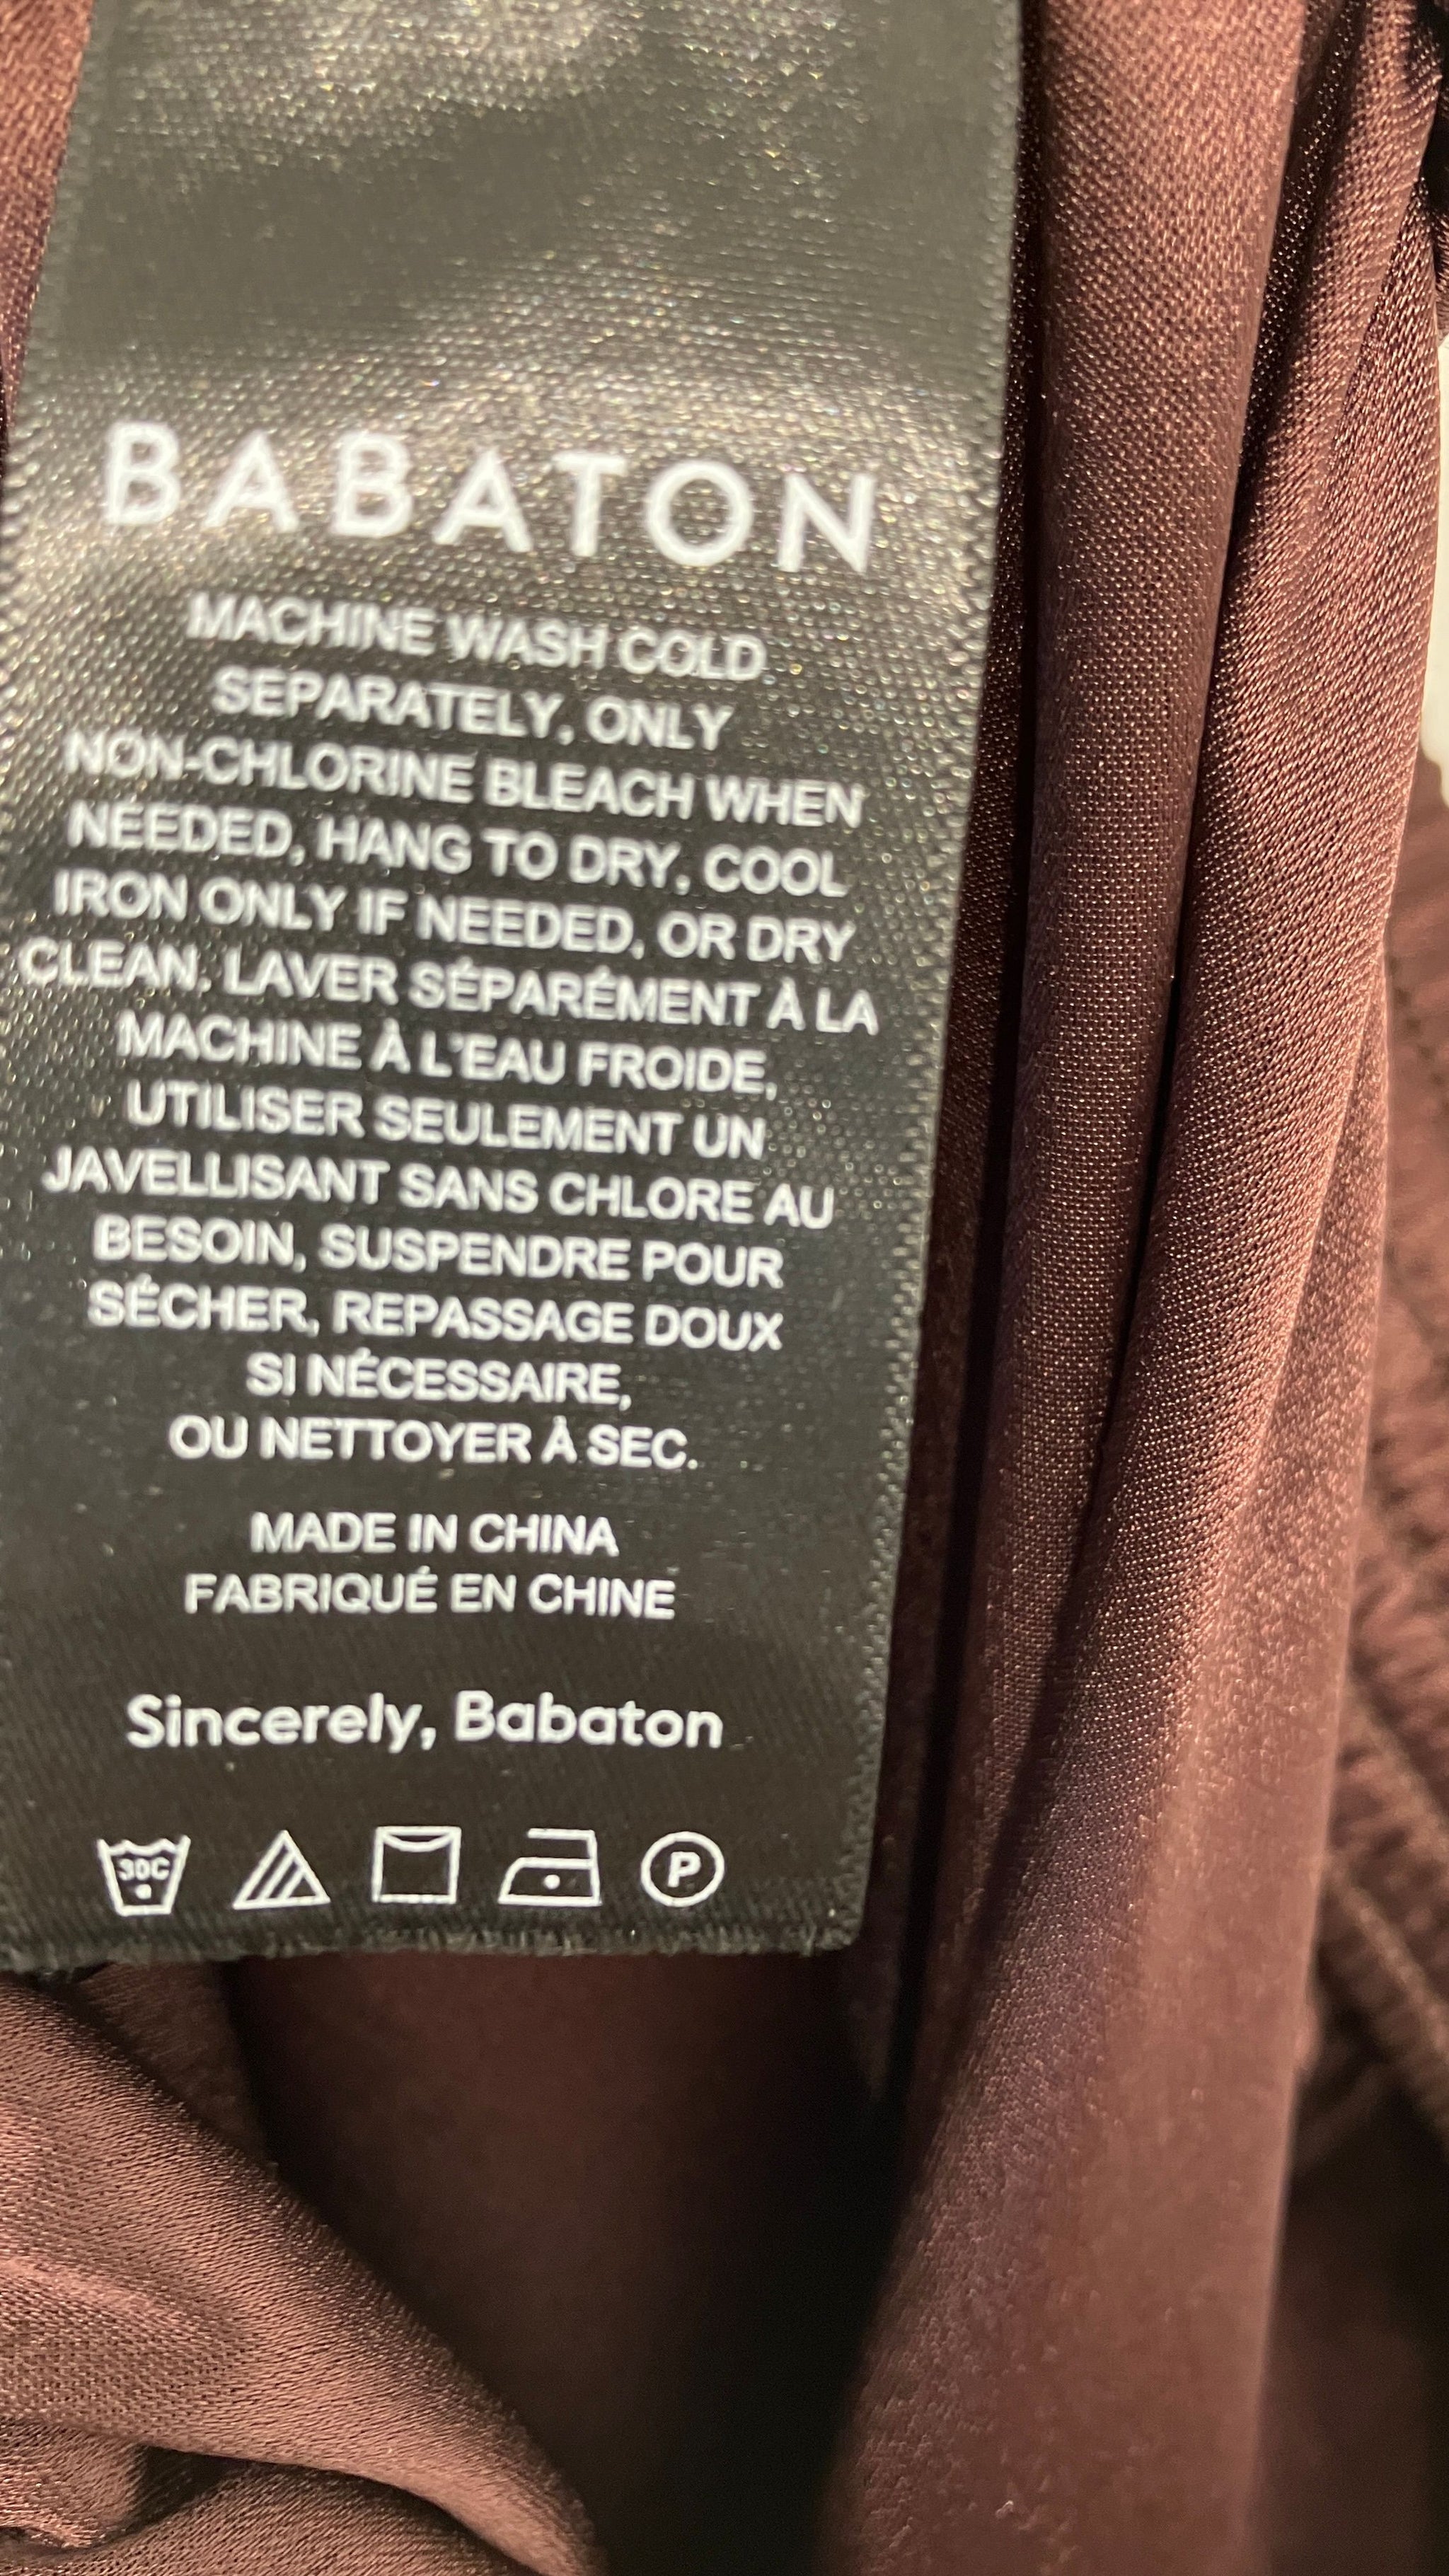 BABATON
MACHINE WASH COLD
SEPARATELY, ONLY
NON-CHLORINE BLEACH WHEN
NEEDED, HANG TO DRY, COOL
IRON ONLY IF NEEDED, OR DRY
CLEAN. LAVER SÉPARÉMENT À LA
MACHINE À L'EAU FROIDE,
UTILISER SEULEMENT UN
JAVELLISANT SANS CHLORE AU
BESOIN, SUSPENDRE POUR
SÉCHER, REPASSAGE DOUX
SI NÉCESSAIRE,
OU NETTOYER À SEC.
MADE IN CHINA
FABRIQUÉ EN CHINE
Sincerely, Babaton
30C P